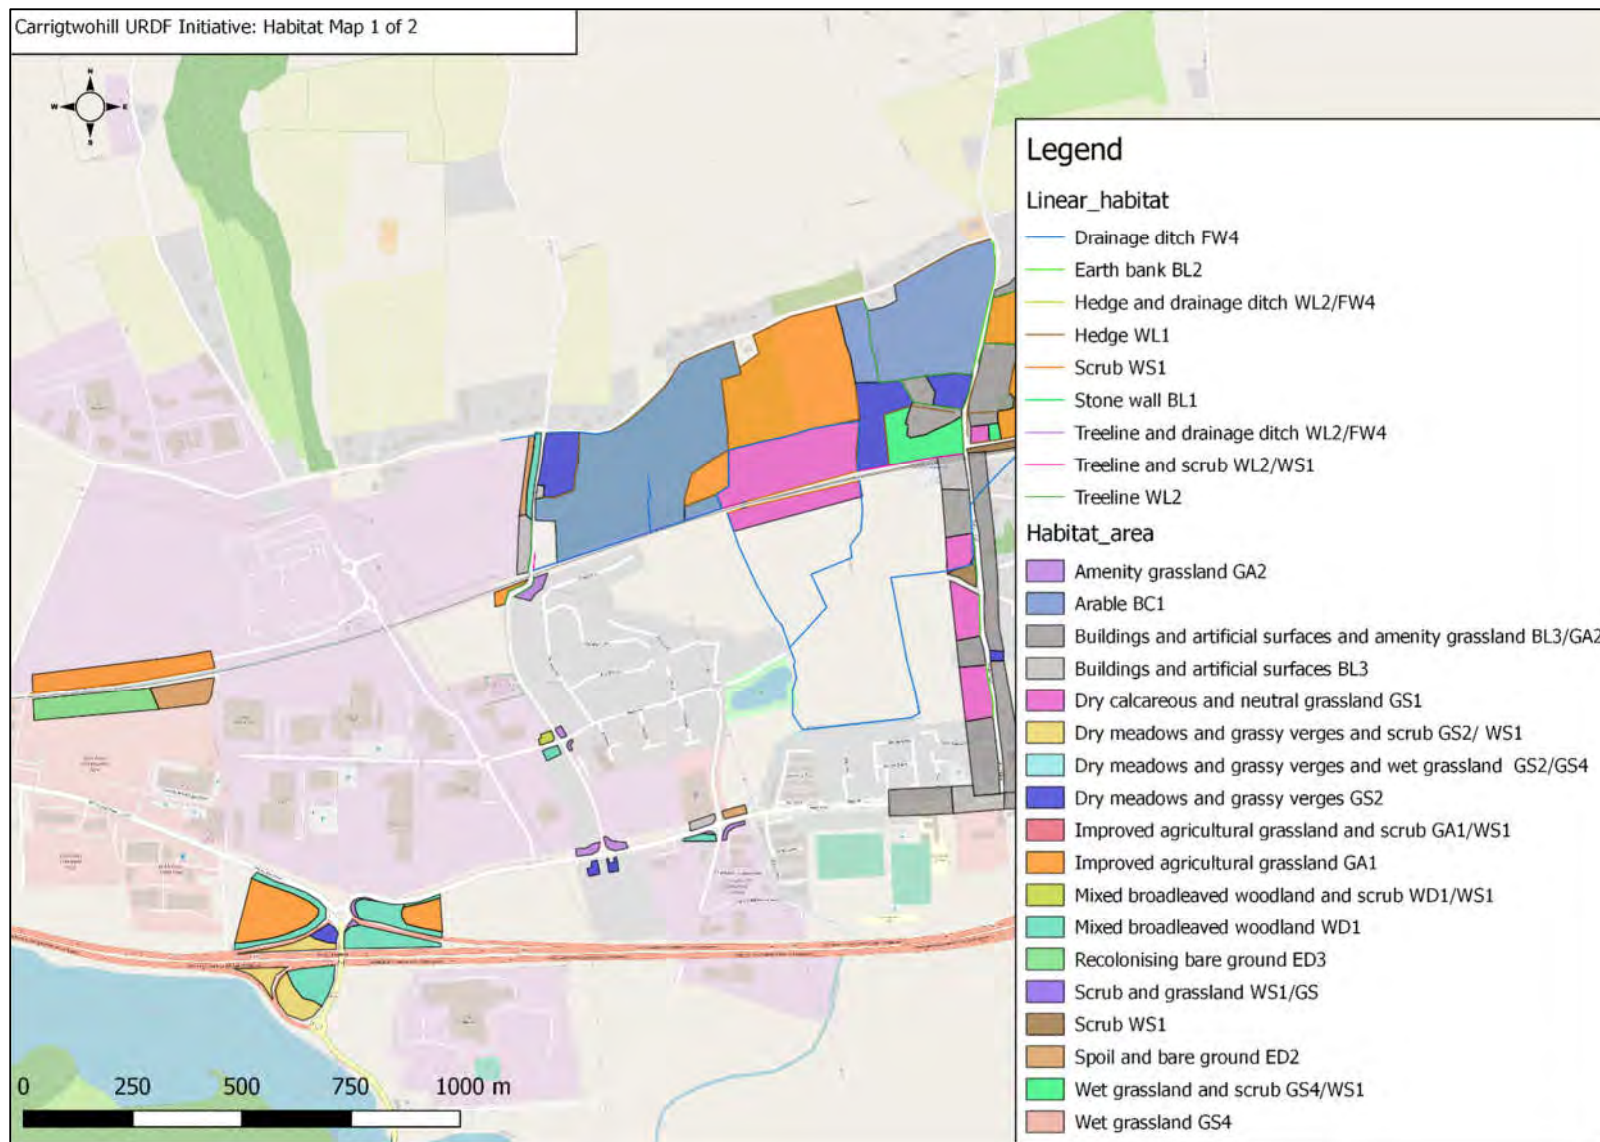 Carrigtwohill URDF Initiative: Habitat Map 1 of 2
N
W E
S
Legend
Linear_habitat
Drainage ditch FW4
Earth bank BL2
Hedge and drainage ditch WL2/FW4
Hedge WL1
Scrub WS1
Stone wall BL1
Treeline and drainage ditch WL2/FW4
Treeline and scrub WL2/WS1
Treeline WL2
Habitat_area
Amenity grassland GA2
Arable BC1
Buildings and artificial surfaces and amenity grassland BL3/GA2
Buildings and artificial surfaces BL3
Dry calcareous and neutral grassland GS1
Dry meadows and grassy verges and scrub GS2/ WS1
Dry meadows and grassy verges and wet grassland GS2/GS4
Dry meadows and grassy verges GS2
Improved agricultural grassland and scrub GA1/WS1
Improved agricultural grassland GA1
Mixed broadleaved woodland and scrub WD1/WS1
Mixed broadleaved woodland WD1
Recolonising bare ground ED3
Scrub and grassland WS1/GS
Scrub WS1
Spoil and bare ground ED2
Wet grassland and scrub GS4/WS1
Wet grassland GS4
0 250 500 750 1000 m